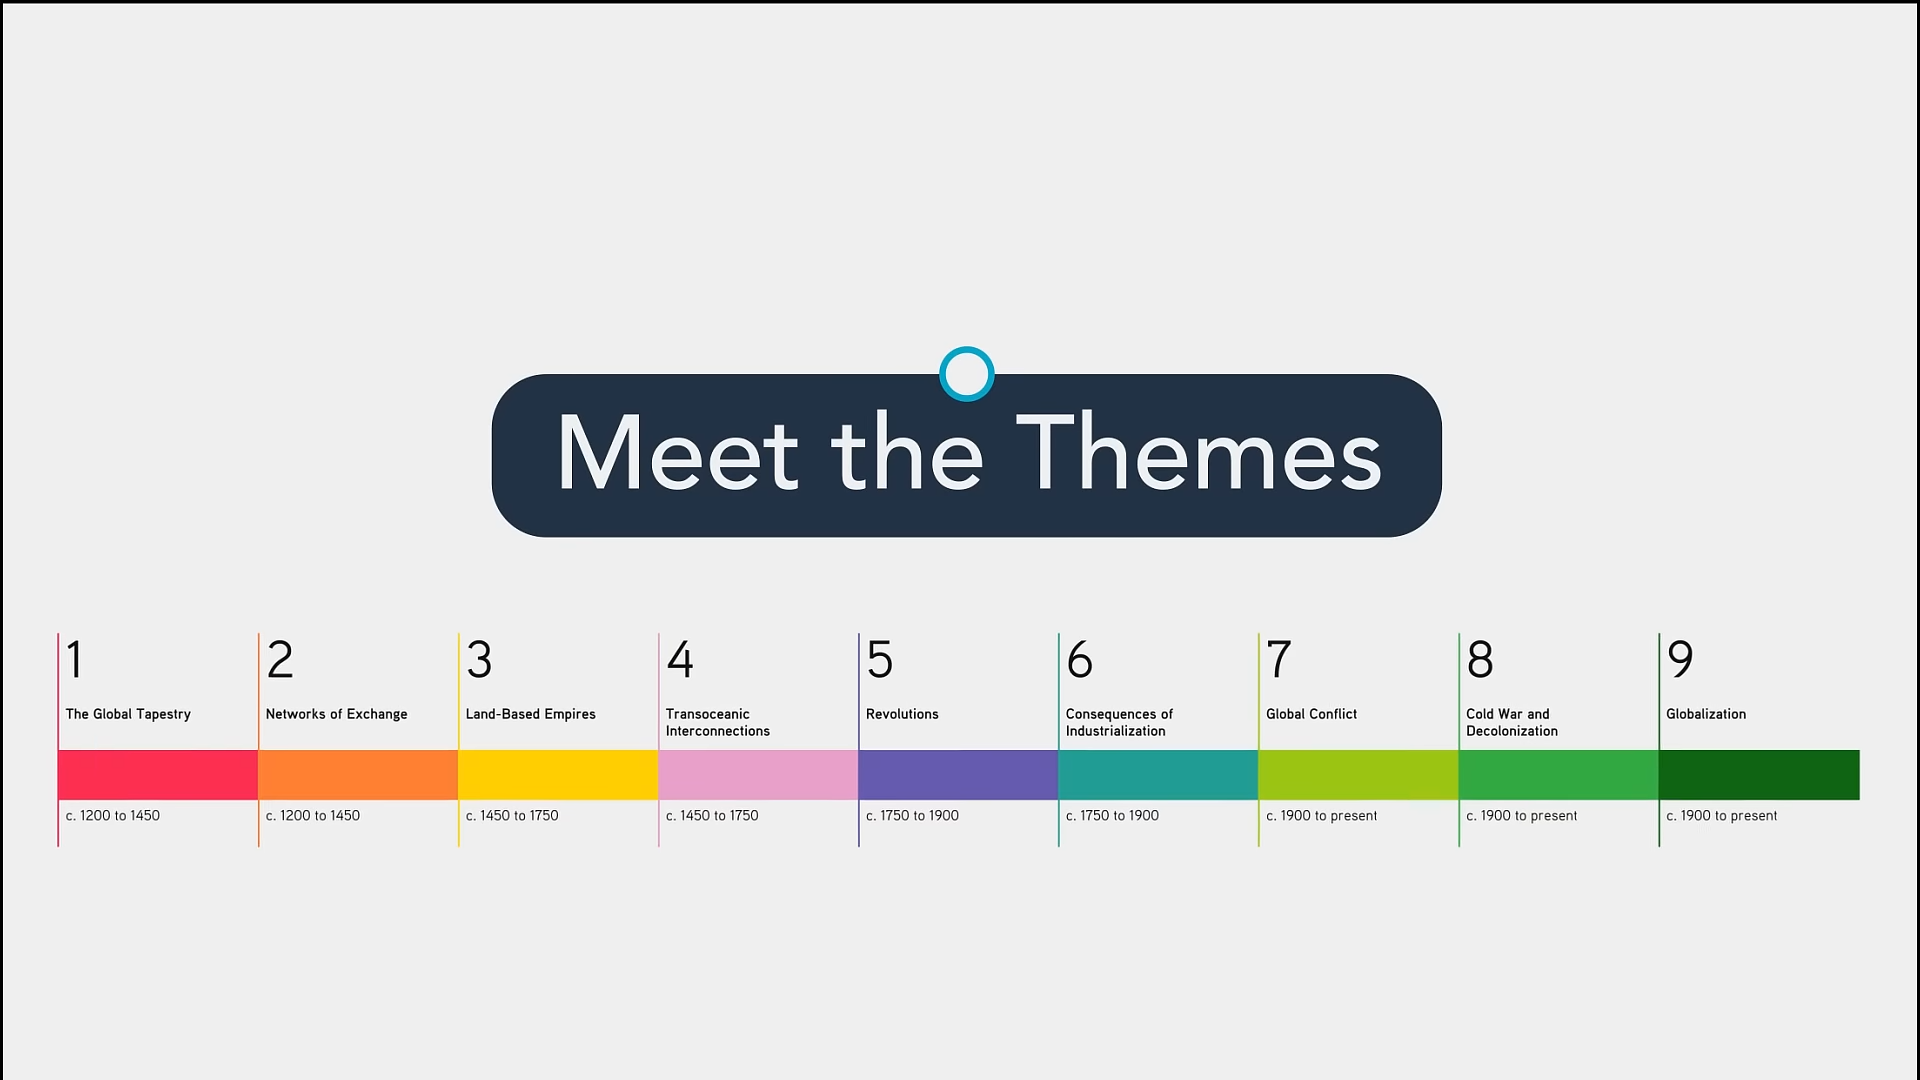 Meet the Themes
1
2
3
4
5
6
7
8
9
The Global Tapestry
Networks of Exchange
Land-Based Empires
Transoceanic
Interconnections
Revolutions
Consequences of
Industrialization
Global Conflict
Cold War and
Decolonization
Globalization
c. 1200 to 1450
c. 1200 to 1450
c. 1450 to 1750
c. 1450 to 1750
c. 1750 to 1900
c. 1750 to 1900
c. 1900 to present
c. 1900 to present
c. 1900 to present